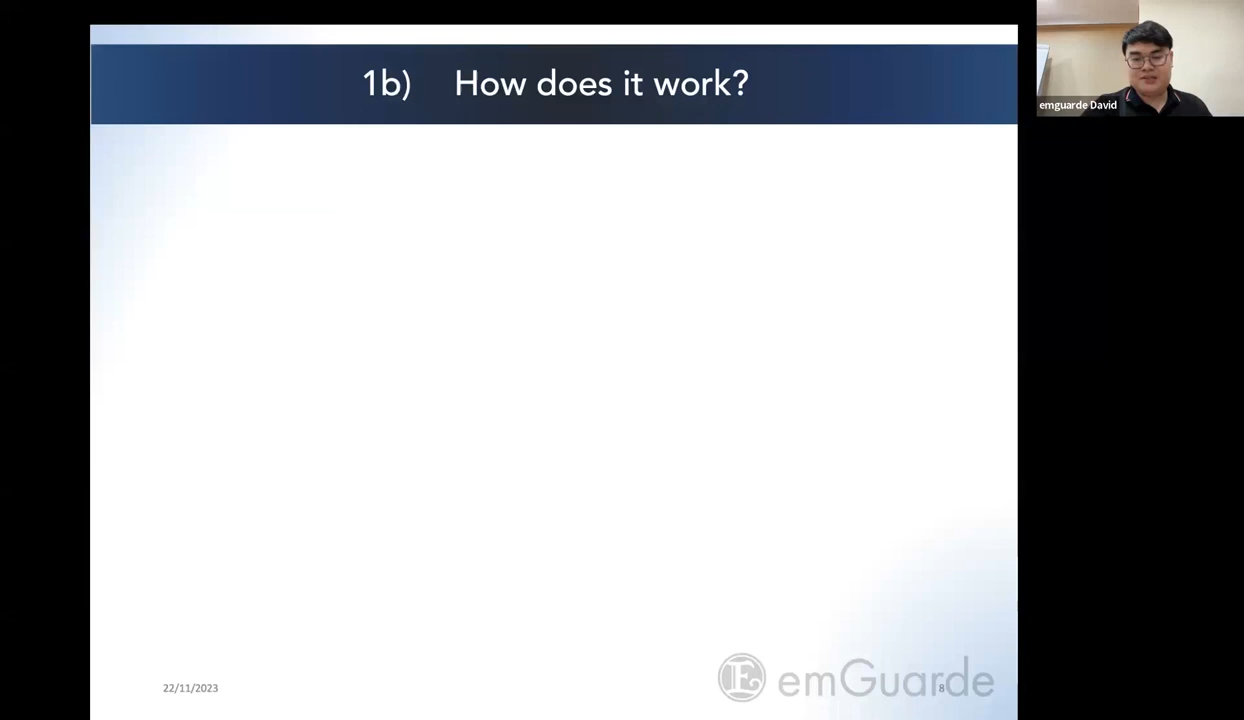 1b) How does it work?
emguarde David
22/11/2023
E emGuarde
8